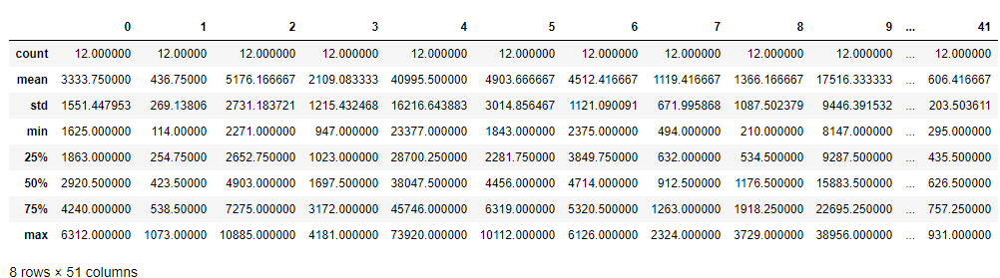 0 1 2 3 4 5 6 7 8 9 ... 41
count 12.000000 12.00000 12.000000 12.000000 12.000000 12.000000 12.000000 12.000000 12.000000 12.000000 ... 12.000000
mean 3333.750000 436.75000 5176.166667 2109.083333 40995.500000 4903.666667 4512.416667 1119.416667 1366.166667 17516.333333 ... 606.416667
std 1551.447953 269.13806 2731.183721 1215.432468 16216.643883 3014.856467 1121.090091 671.995868 1087.502379 9446.391532 ... 203.503611
min 1625.000000 114.00000 2271.000000 947.000000 23377.000000 1843.000000 2375.000000 494.000000 210.000000 8147.000000 ... 295.000000
25% 1863.000000 254.75000 2652.750000 1023.000000 28700.250000 2281.750000 3849.750000 632.000000 534.500000 9287.500000 ... 435.500000
50% 2920.500000 423.50000 4903.000000 1697.500000 38047.500000 4456.000000 4714.000000 912.500000 1176.500000 15883.500000 ... 626.500000
75% 4240.000000 538.50000 7275.000000 3172.000000 45746.000000 6319.000000 5320.500000 1263.000000 1918.250000 22695.250000 ... 757.250000
max 6312.000000 1073.00000 10885.000000 4181.000000 73920.000000 10112.000000 6126.000000 2324.000000 3729.000000 38956.000000 ... 931.000000
8 rows × 51 columns